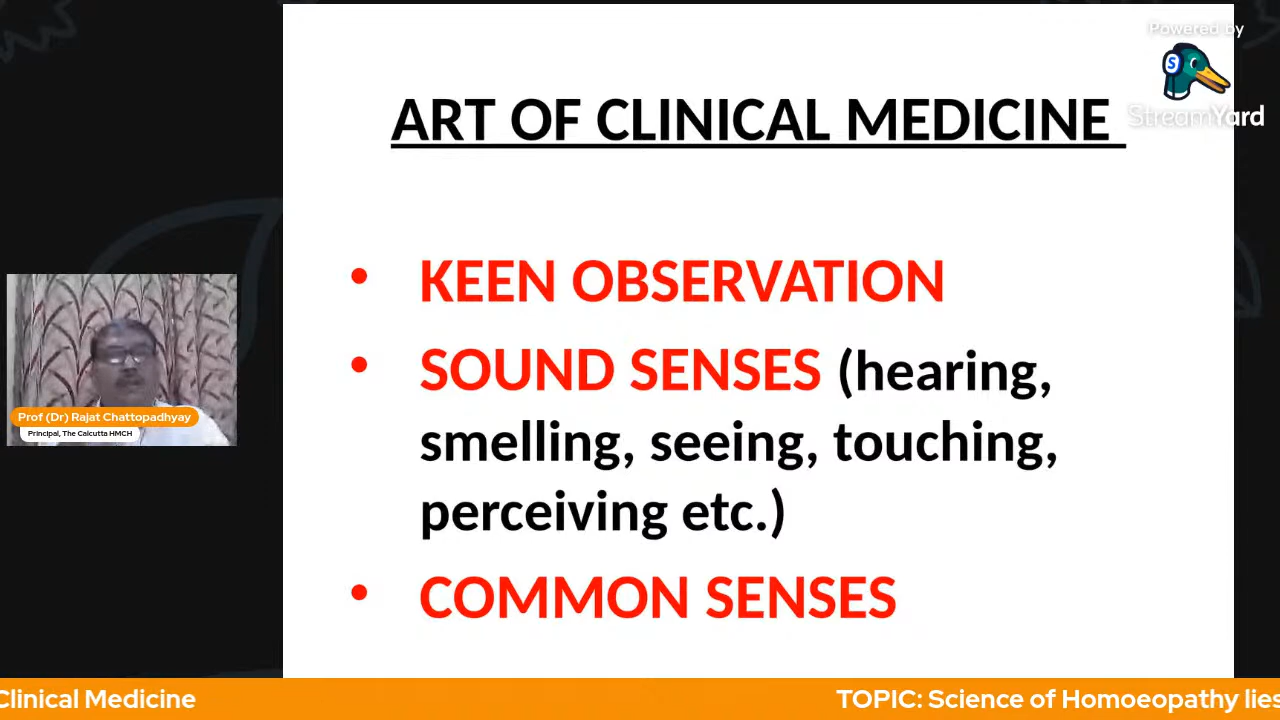 Powered by
StreamYard
ART OF CLINICAL MEDICINE
• KEEN OBSERVATION
• SOUND SENSES (hearing,
smelling, seeing, touching,
perceiving etc.)
• COMMON SENSES
Prof (Dr) Rajat Chattopadhyay
Principal, The Calcutta HMCH
Clinical Medicine
TOPIC: Science of Homoeopathy lies